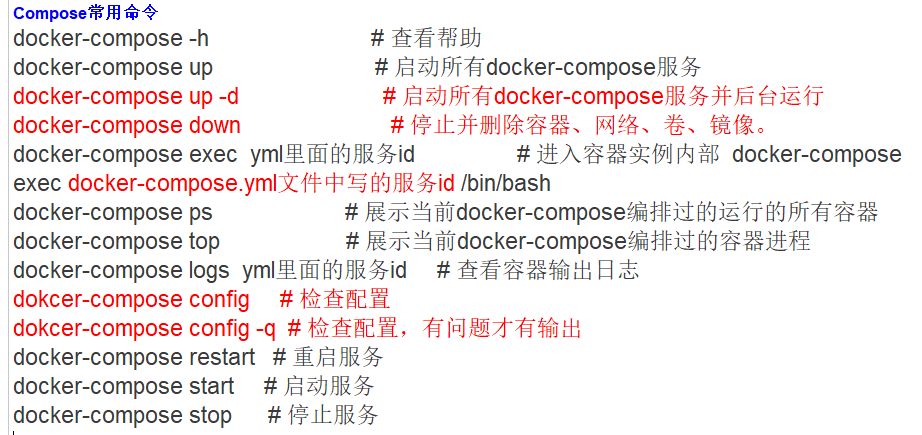 Compose常用命令
docker-compose -h # 查看帮助
docker-compose up # 启动所有docker-compose服务
docker-compose up -d # 启动所有docker-compose服务并后台运行
docker-compose down # 停止并删除容器、网络、卷、镜像。
docker-compose exec yml里面的服务id # 进入容器实例内部 docker-compose
exec docker-compose.yml文件中写的服务id /bin/bash
docker-compose ps # 展示当前docker-compose编排过的运行的所有容器
docker-compose top # 展示当前docker-compose编排过的容器进程
docker-compose logs yml里面的服务id # 查看容器输出日志
dokcer-compose config # 检查配置
dokcer-compose config -q # 检查配置，有问题才有输出
docker-compose restart # 重启服务
docker-compose start # 启动服务
docker-compose stop # 停止服务